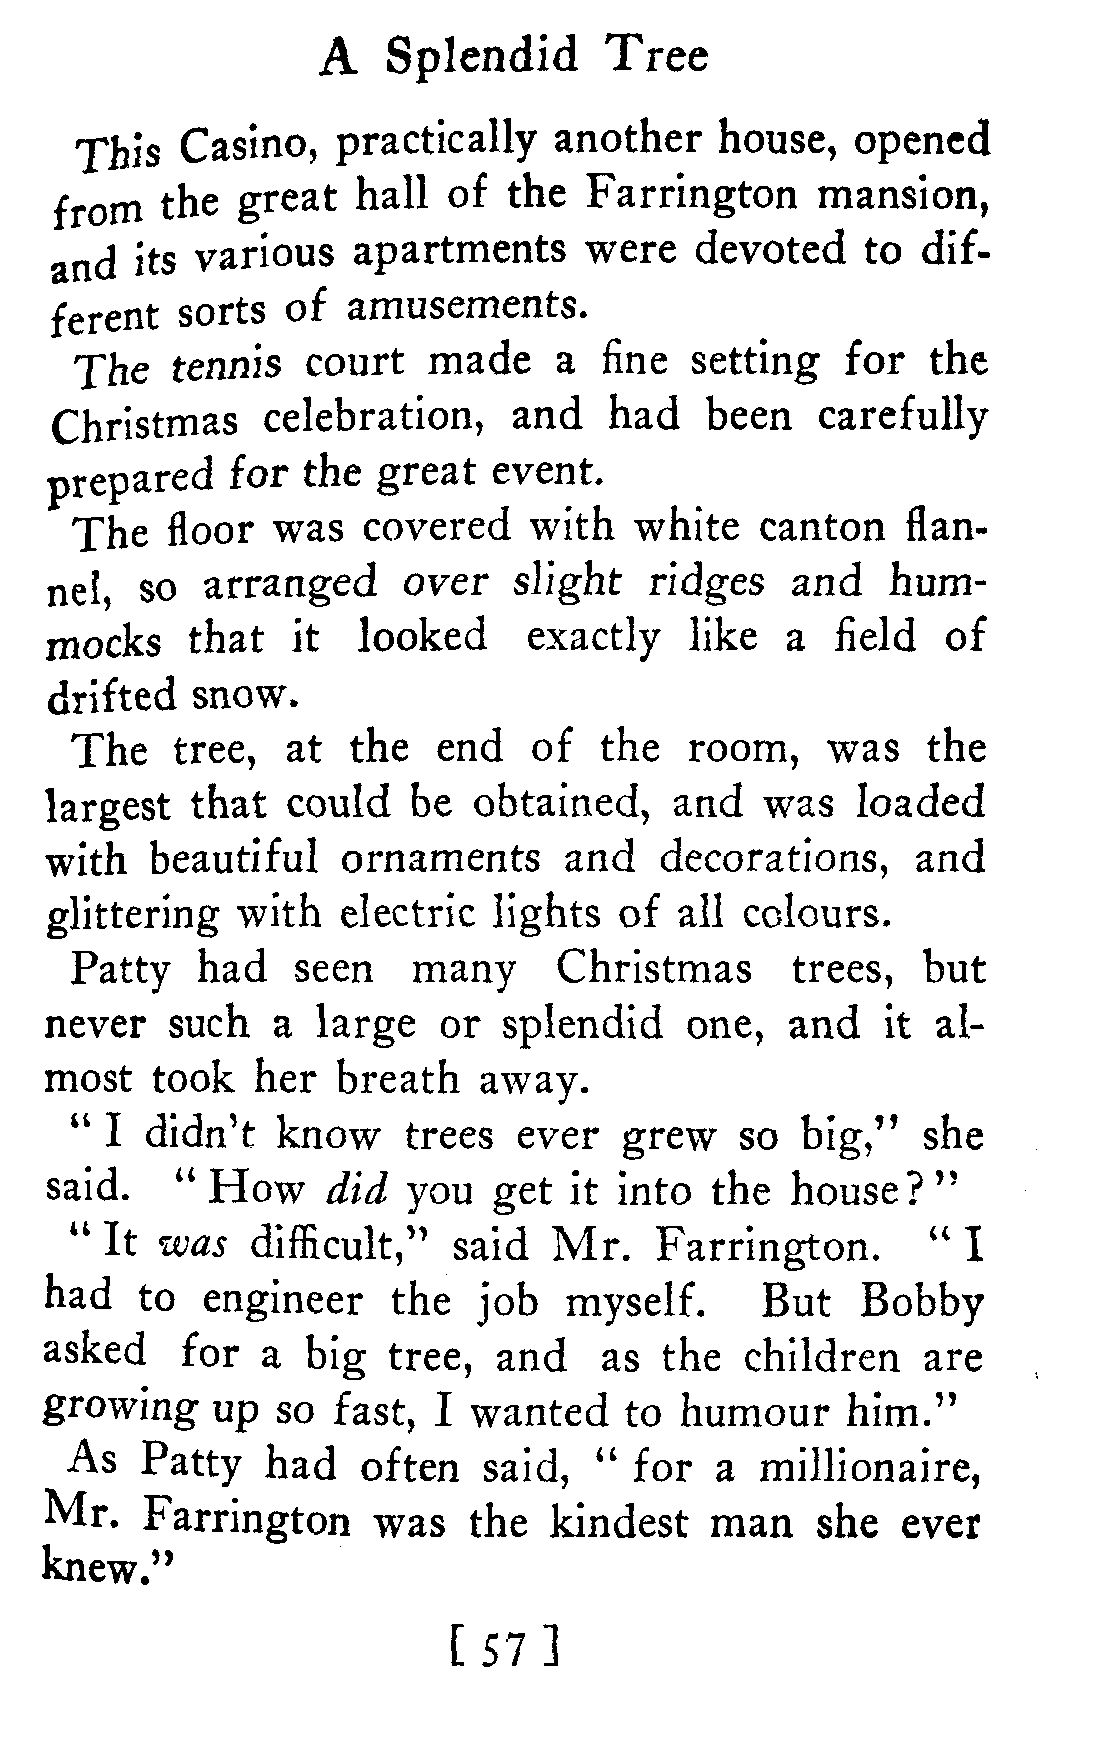 A Splendid Tree
This Casino, practically another house, opened
from the great hall of the Farrington mansion,
and its various apartments were devoted to dif-
ferent sorts of amusements.
The tennis court made a fine setting for the
Christmas celebration, and had been carefully
prepared for the great event.
The floor was covered with white canton flan-
nel, so arranged over slight ridges and hum-
mocks that it looked exactly like a field of
drifted snow.
The tree, at the end of the room, was the
largest that could be obtained, and was loaded
with beautiful ornaments and decorations, and
glittering with electric lights of all colours.
Patty had seen many Christmas trees, but
never such a large or splendid one, and it al-
most took her breath away.
“ I didn’t know trees ever grew so big,” she
said. “ How did you get it into the house? ”
“ It was difficult,” said Mr. Farrington. “ I
had to engineer the job myself. But Bobby
asked for a big tree, and as the children are
growing up so fast, I wanted to humour him.”
As Patty had often said, “ for a millionaire,
Mr. Farrington was the kindest man she ever
knew.”
[ 57 ]